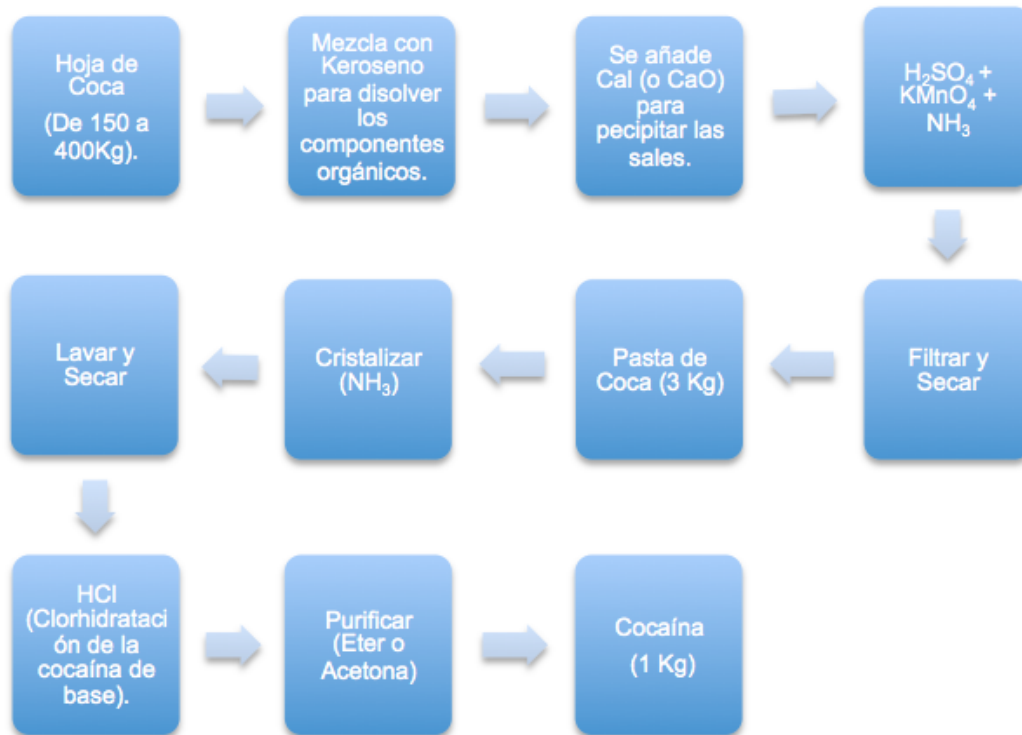 Hoja de
Coca
(De 150 a
400Kg).
Mezcla con
Keroseno
para disolver
los
componentes
orgánicos.
Se añade
Cal (o CaO)
para
pecipitar las
sales.
H₂SO₄ +
KMnO₄ +
NH₃
Filtrar y
Secar
Pasta de
Coca (3 Kg)
Cristalizar
(NH₃)
Lavar y
Secar
HCl
(Clorhidrataci
ón de la
cocaína de
base).
Purificar
(Eter o
Acetona)
Cocaína
(1 Kg)